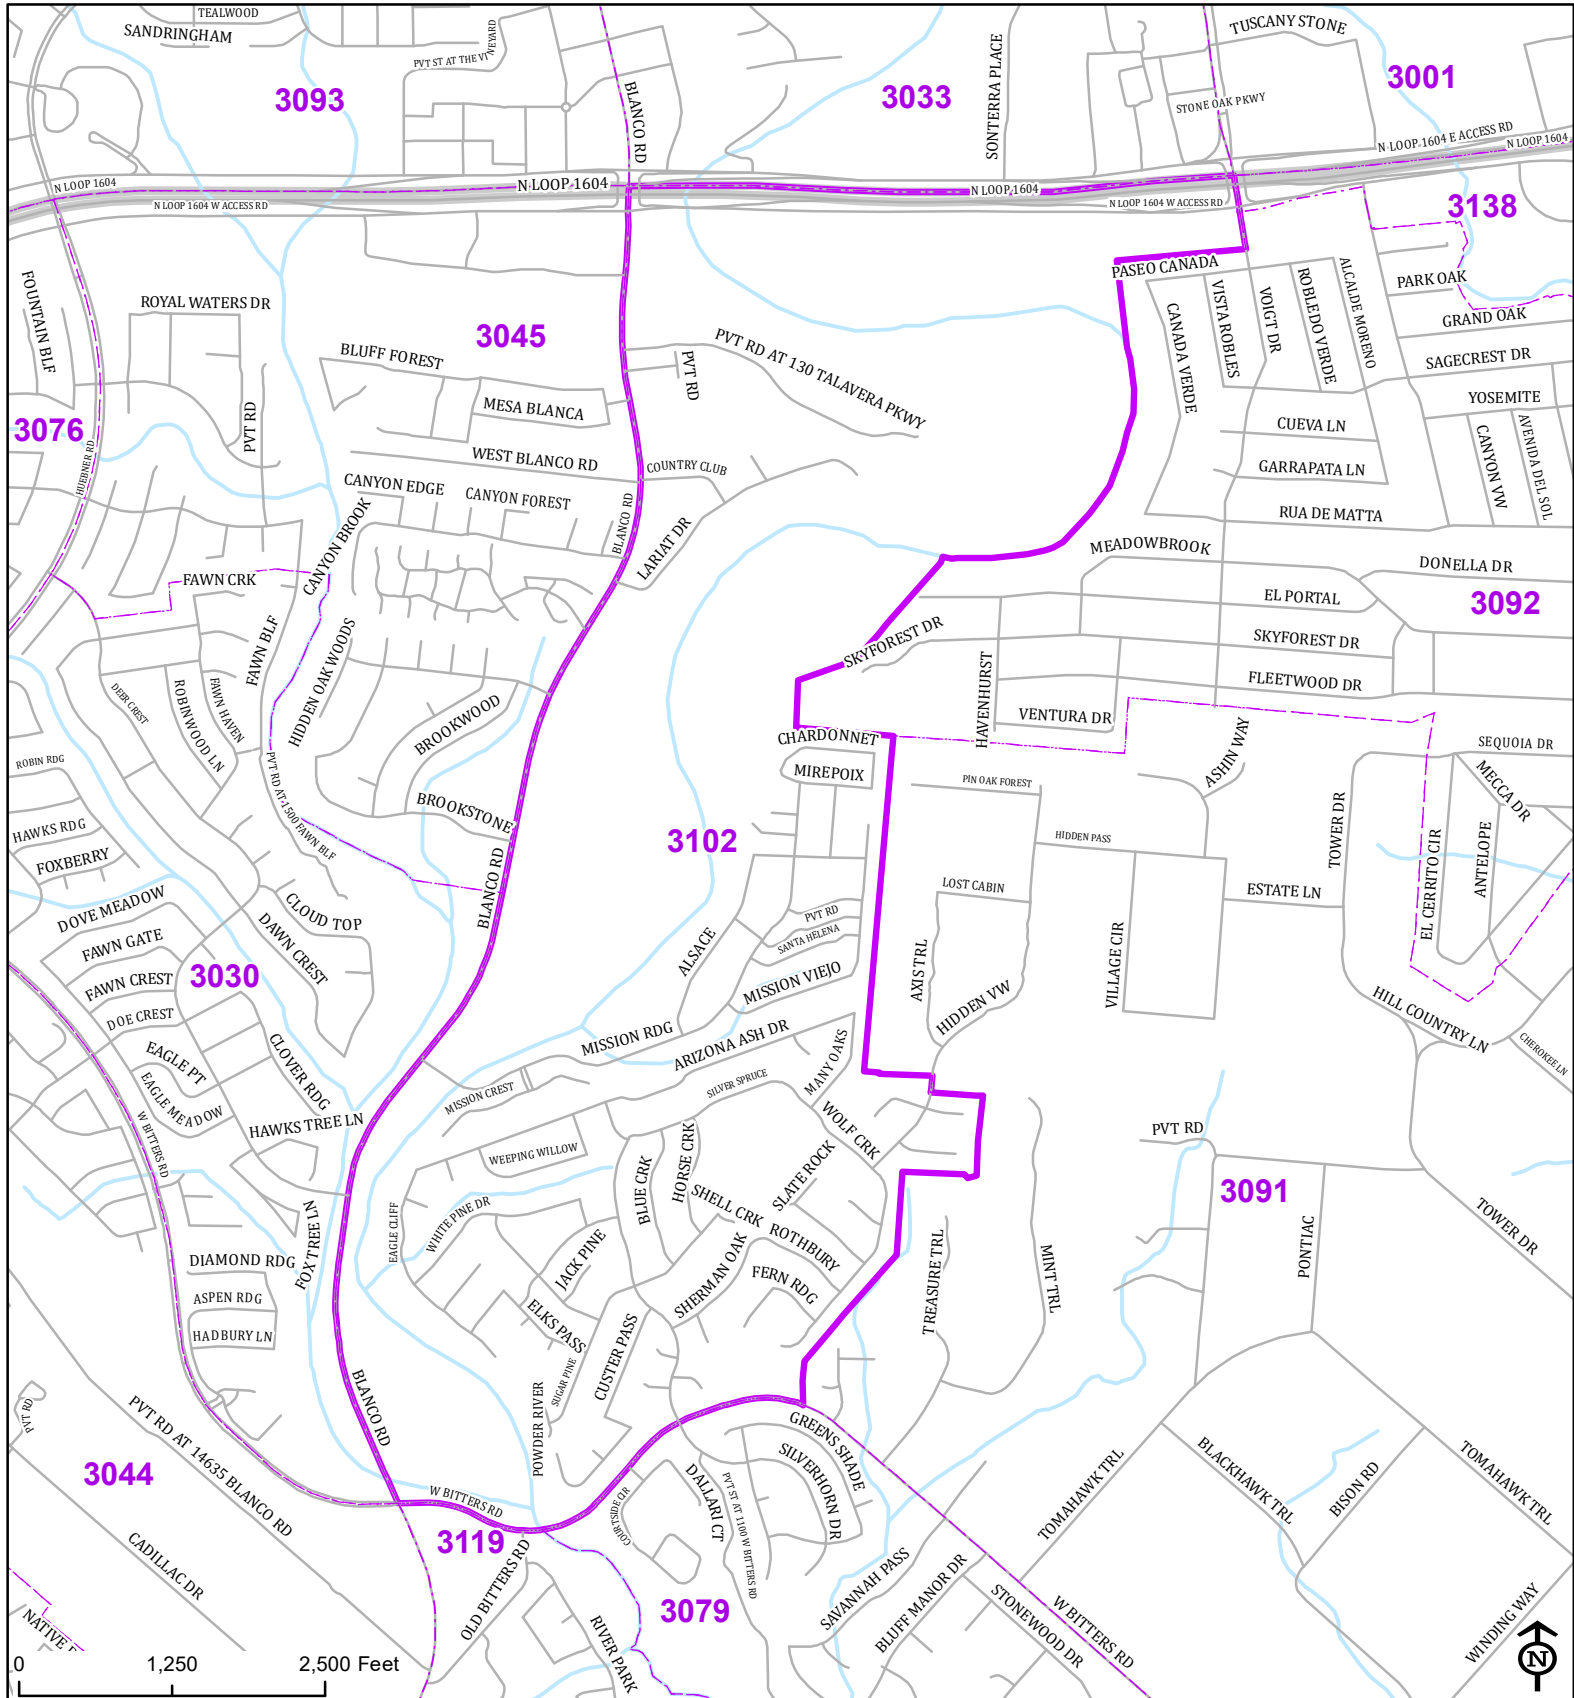 TEALWOOD
SANDRINGHAM
PVT ST AT THE VINEYARD
3093
BLANCO RD
3033
SONTERRA PLACE
TUSCANY STONE
3001
STONE OAK PKWY
N LOOP 1604 E ACCESS RD
N LOOP 1604
N LOOP 1604
N LOOP 1604
N LOOP 1604
N LOOP 1604 W ACCESS RD
N LOOP 1604 W ACCESS RD
3138
PASEO CANADA
FOUNTAIN BLF
ROYAL WATERS DR
3045
BLUFF FOREST
MESA BLANCA
PVT RD
PVT RD AT 130 TALAVERA PKWY
CANADA VERDE
VISTA ROBLES
VOIGT DR
ROBLEDO VERDE
ALCALDE MORENO
PARK OAK
GRAND OAK
SAGECREST DR
YOSEMITE
CANYON VW
AVENIDA DEL SOL
CUEVA LN
GARRAPATA LN
RUA DE MATTA
3076
HUEBNER RD
PVT RD
WEST BLANCO RD
COUNTRY CLUB
CANYON EDGE
CANYON FOREST
CANYON BROOK
BLANCO RD
LARIAT DR
MEADOWBROOK
DONELLA DR
EL PORTAL
3092
SKYFOREST DR
SKYFOREST DR
FLEETWOOD DR
HAVENHURST
VENTURA DR
FAWN CRK
FAWN BLF
HIDDEN OAK WOODS
DEER CREST
ROBINWOOD LN
FAWN HAVEN
BROOKWOOD
CHARDONNET
MIREPOIX
PIN OAK FOREST
ASHIN WAY
SEQUOIA DR
MECCA DR
ROBIN RDG
PVT RD AT 1500 FAWN BLF
BROOKSTONE
HAWKS RDG
FOXBERRY
3102
HIDDEN PASS
TOWER DR
EL CERRITO CIR
ANTELOPE
LOST CABIN
ESTATE LN
BLANCO RD
DOVE MEADOW
CLOUD TOP
FAWN GATE
DAWN CREST
FAWN CREST
3030
DOE CREST
ALSACE
PVT RD
SANTA HELENA
MISSION VIEJO
AXIS TRL
VILLAGE CIR
HIDDEN VW
HILL COUNTRY LN
CHEROKEE LN
EAGLE PT
CLOVER RDG
EAGLE MEADOW
HAWKS TREE LN
MISSION RDG
ARIZONA ASH DR
MANY OAKS
MISSION CREST
SILVER SPRUCE
WOLF CRK
W BITTERS RD
WEEPING WILLOW
BLUE CRK
HORSE CRK
SLATE ROCK
PVT RD
3091
SHELL CRK
ROTHBURY
EAGLE CLIFF
WHITE PINE DR
JACK PINE
SHERMAN OAK
FERN RDG
TREASURE TRL
MINT TRL
PONTIAC
TOWER DR
FOX TREE LN
DIAMOND RDG
ASPEN RDG
HADBURY LN
ELKS PASS
SUGAR PINE
CUSTER PASS
POWDER RIVER
BLANCO RD
PVT RD
PVT RD AT 14635 BLANCO RD
3044
CADILLAC DR
W BITTERS RD
3119
OLD BITTERS RD
COURTSIDE CIR
DALLARI CT
PVT ST AT 1100 W BITTERS RD
GREENS SHADE
SILVERHORN DR
TOMAHAWK TRL
BLACKHAWK TRL
BISON RD
TOMAHAWK TRL
3079
RIVER PARK
SAVANNAH PASS
BLUFF MANOR DR
STONEWOOD DR
W BITTERS RD
WINDING WAY
NATIVE
0 1,250 2,500 Feet
N